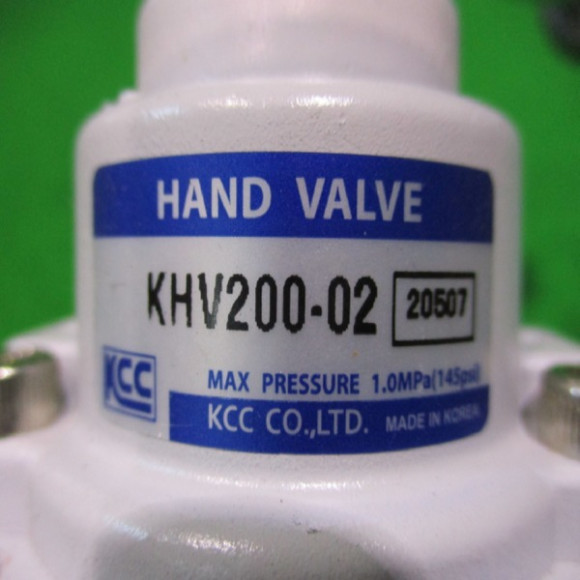 HAND VALVE
KHV200-02 20507
KCC
MAX PRESSURE 1.0MPa(145psi)
KCC CO.,LTD. MADE IN KOREA